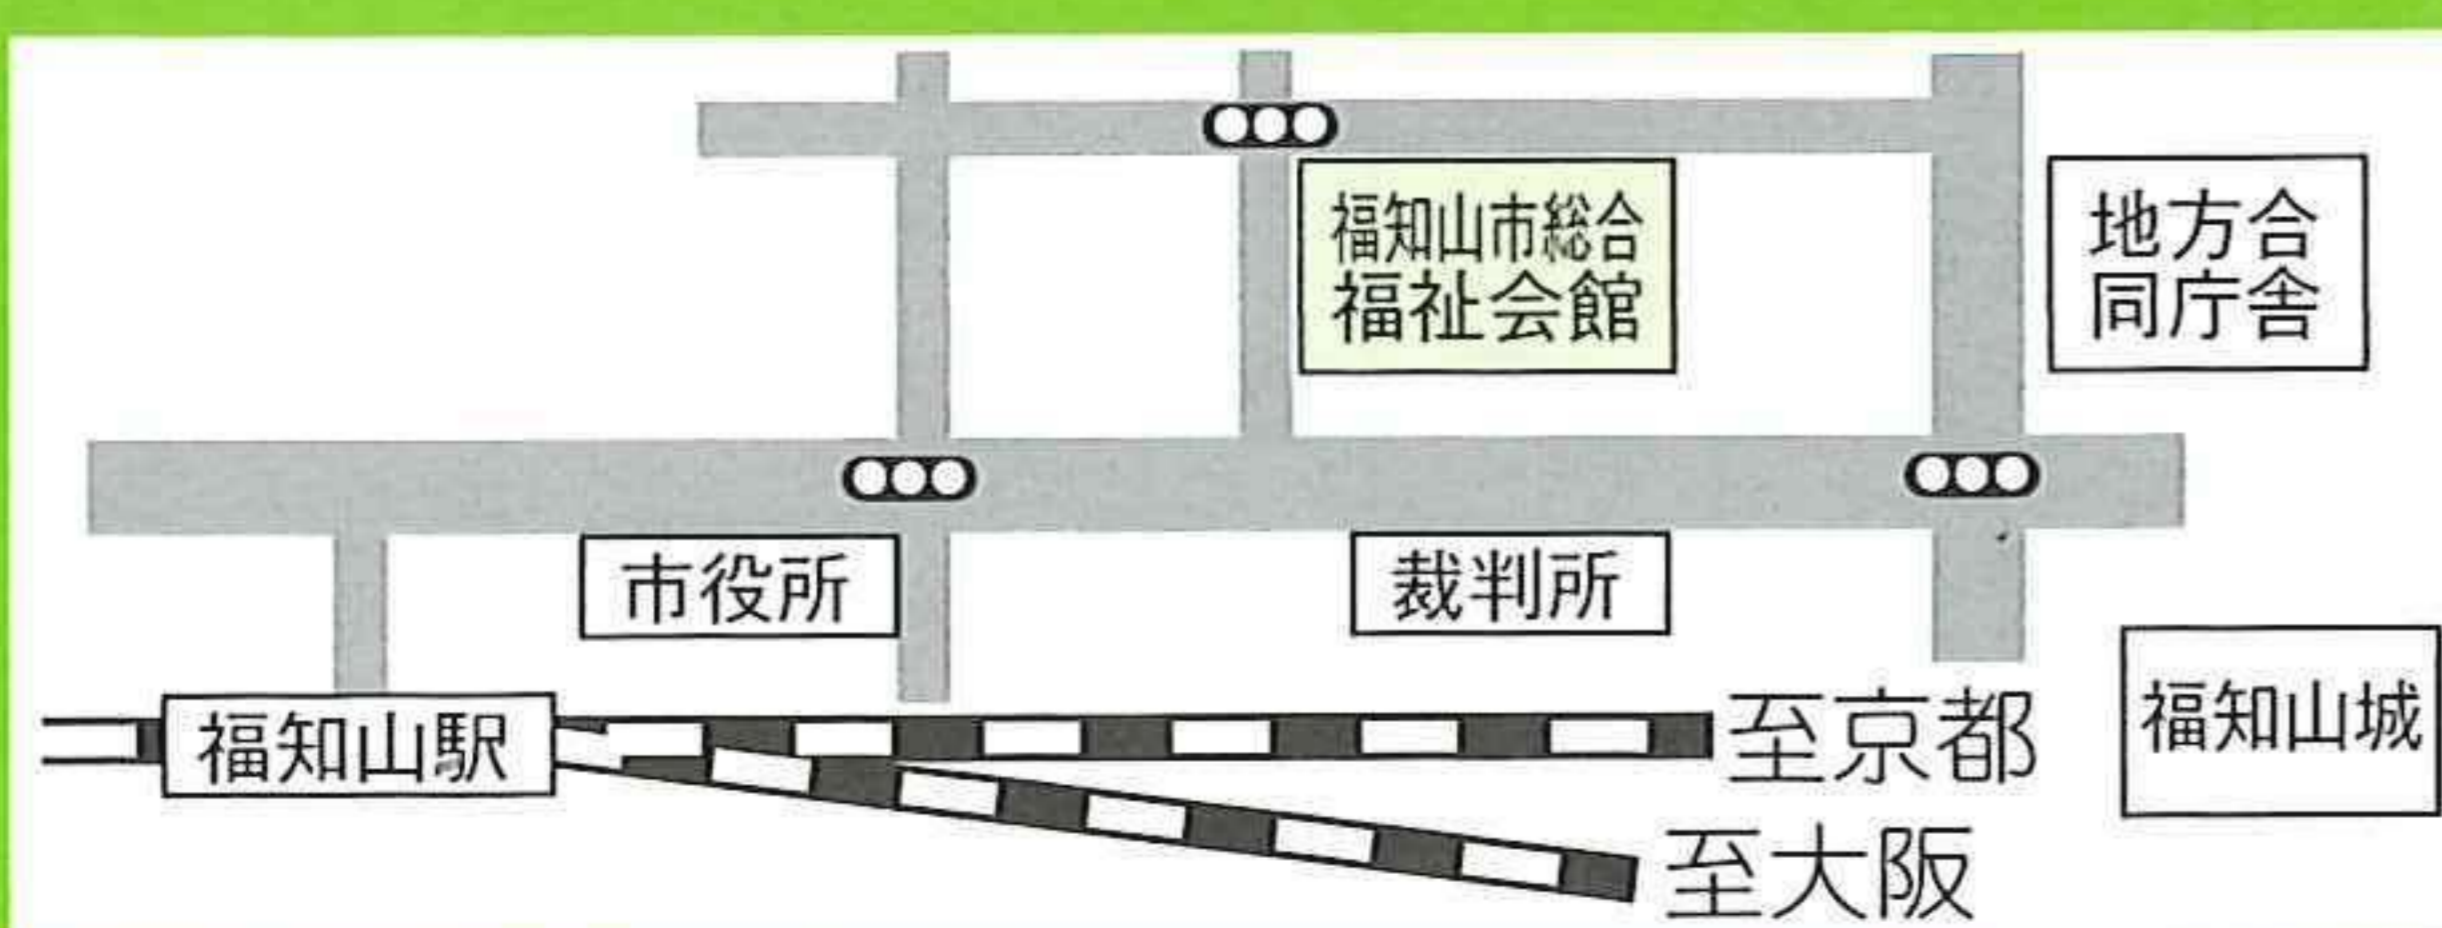 福知山市総合
福祉会館
地方合
同庁舎
市役所
裁判所
福知山駅
至京都
福知山城
至大阪